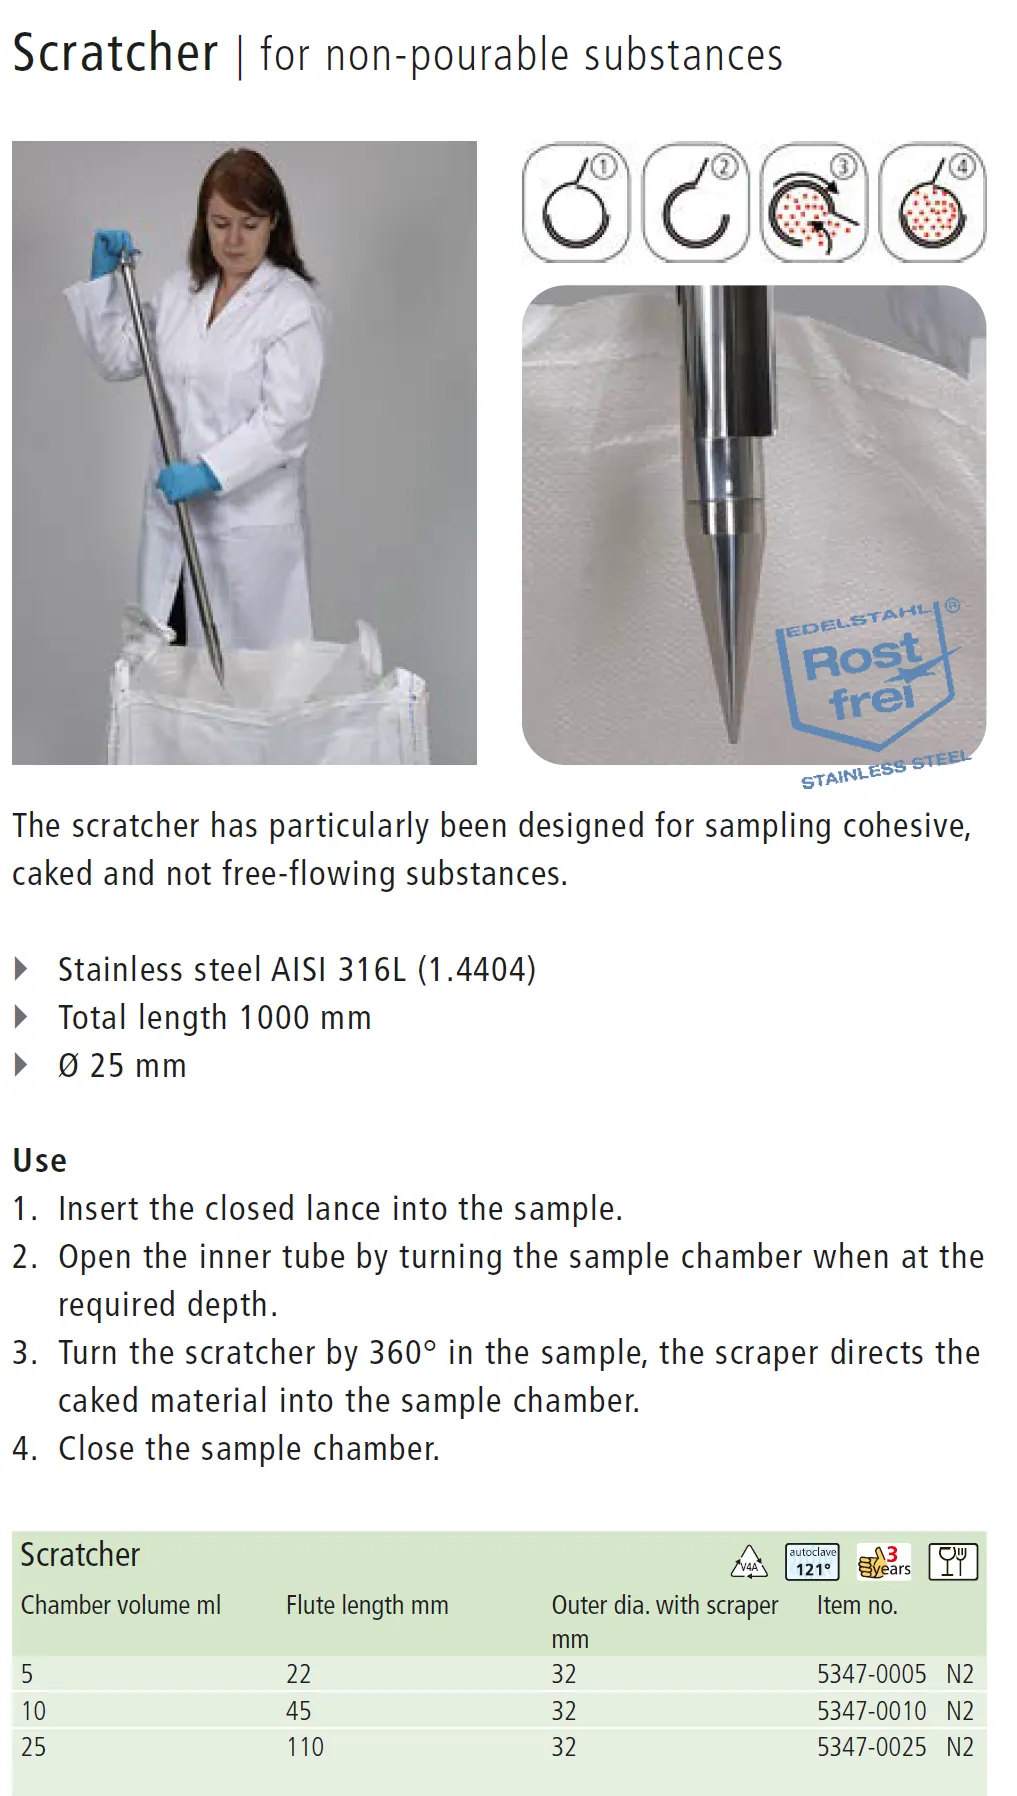 Scratcher | for non-pourable substances
1 2 3 4
EDELSTAHL ®
Rost
frei
STAINLESS STEEL
The scratcher has particularly been designed for sampling cohesive,
caked and not free-flowing substances.
Stainless steel AISI 316L (1.4404)
Total length 1000 mm
Ø 25 mm
Use
1. Insert the closed lance into the sample.
2. Open the inner tube by turning the sample chamber when at the
required depth.
3. Turn the scratcher by 360° in the sample, the scraper directs the
caked material into the sample chamber.
4. Close the sample chamber.
Scratcher
V4A
autoclave
121°
3
years
Chamber volume ml Flute length mm Outer dia. with scraper Item no.
mm
5 22 32 5347-0005 N2
10 45 32 5347-0010 N2
25 110 32 5347-0025 N2